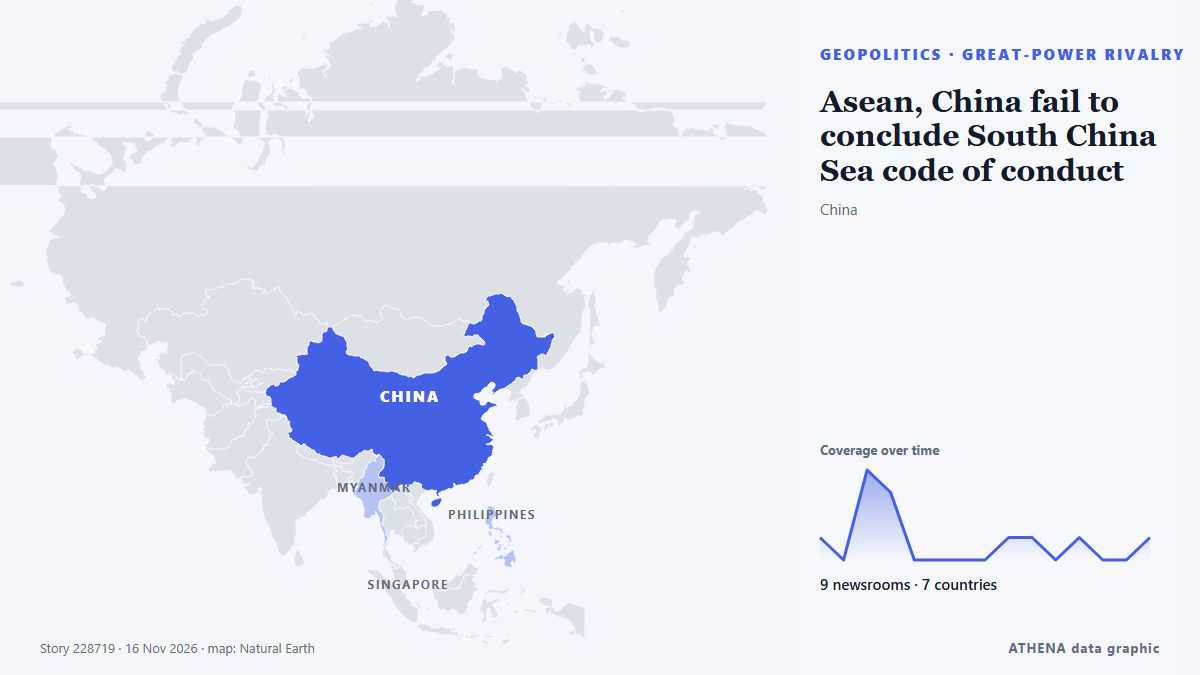 GEOPOLITICS · GREAT-POWER RIVALRY
Asean, China fail to
conclude South China
Sea code of conduct
China
CHINA
MYANMAR
PHILIPPINES
SINGAPORE
Coverage over time
9 newsrooms · 7 countries
Story 228719 · 16 Nov 2026 · map: Natural Earth
ATHENA data graphic